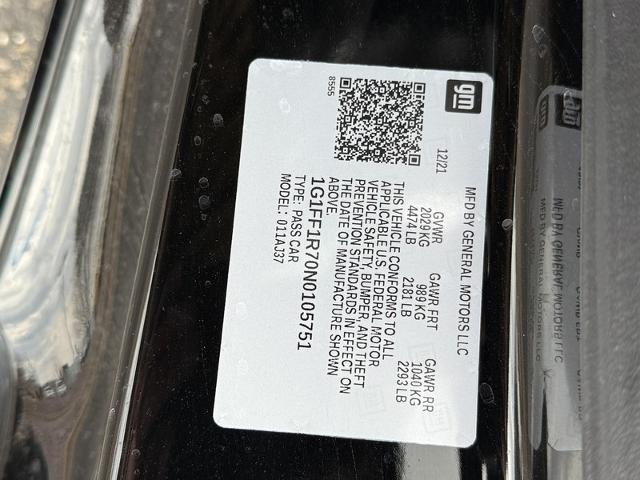 gm
MFD BY GENERAL MOTORS LLC
12/21
GVWR GAWR FRT GAWR RR
2029 KG 989 KG 1040 KG
4474 LB 2181 LB 2293 LB
THIS VEHICLE CONFORMS TO ALL
APPLICABLE U.S. FEDERAL MOTOR
VEHICLE SAFETY, BUMPER, AND THEFT
PREVENTION STANDARDS IN EFFECT ON
THE DATE OF MANUFACTURE SHOWN
ABOVE.
1G1FF1R70N0105751
TYPE: PASS CAR
MODEL: 011AJ37
8555